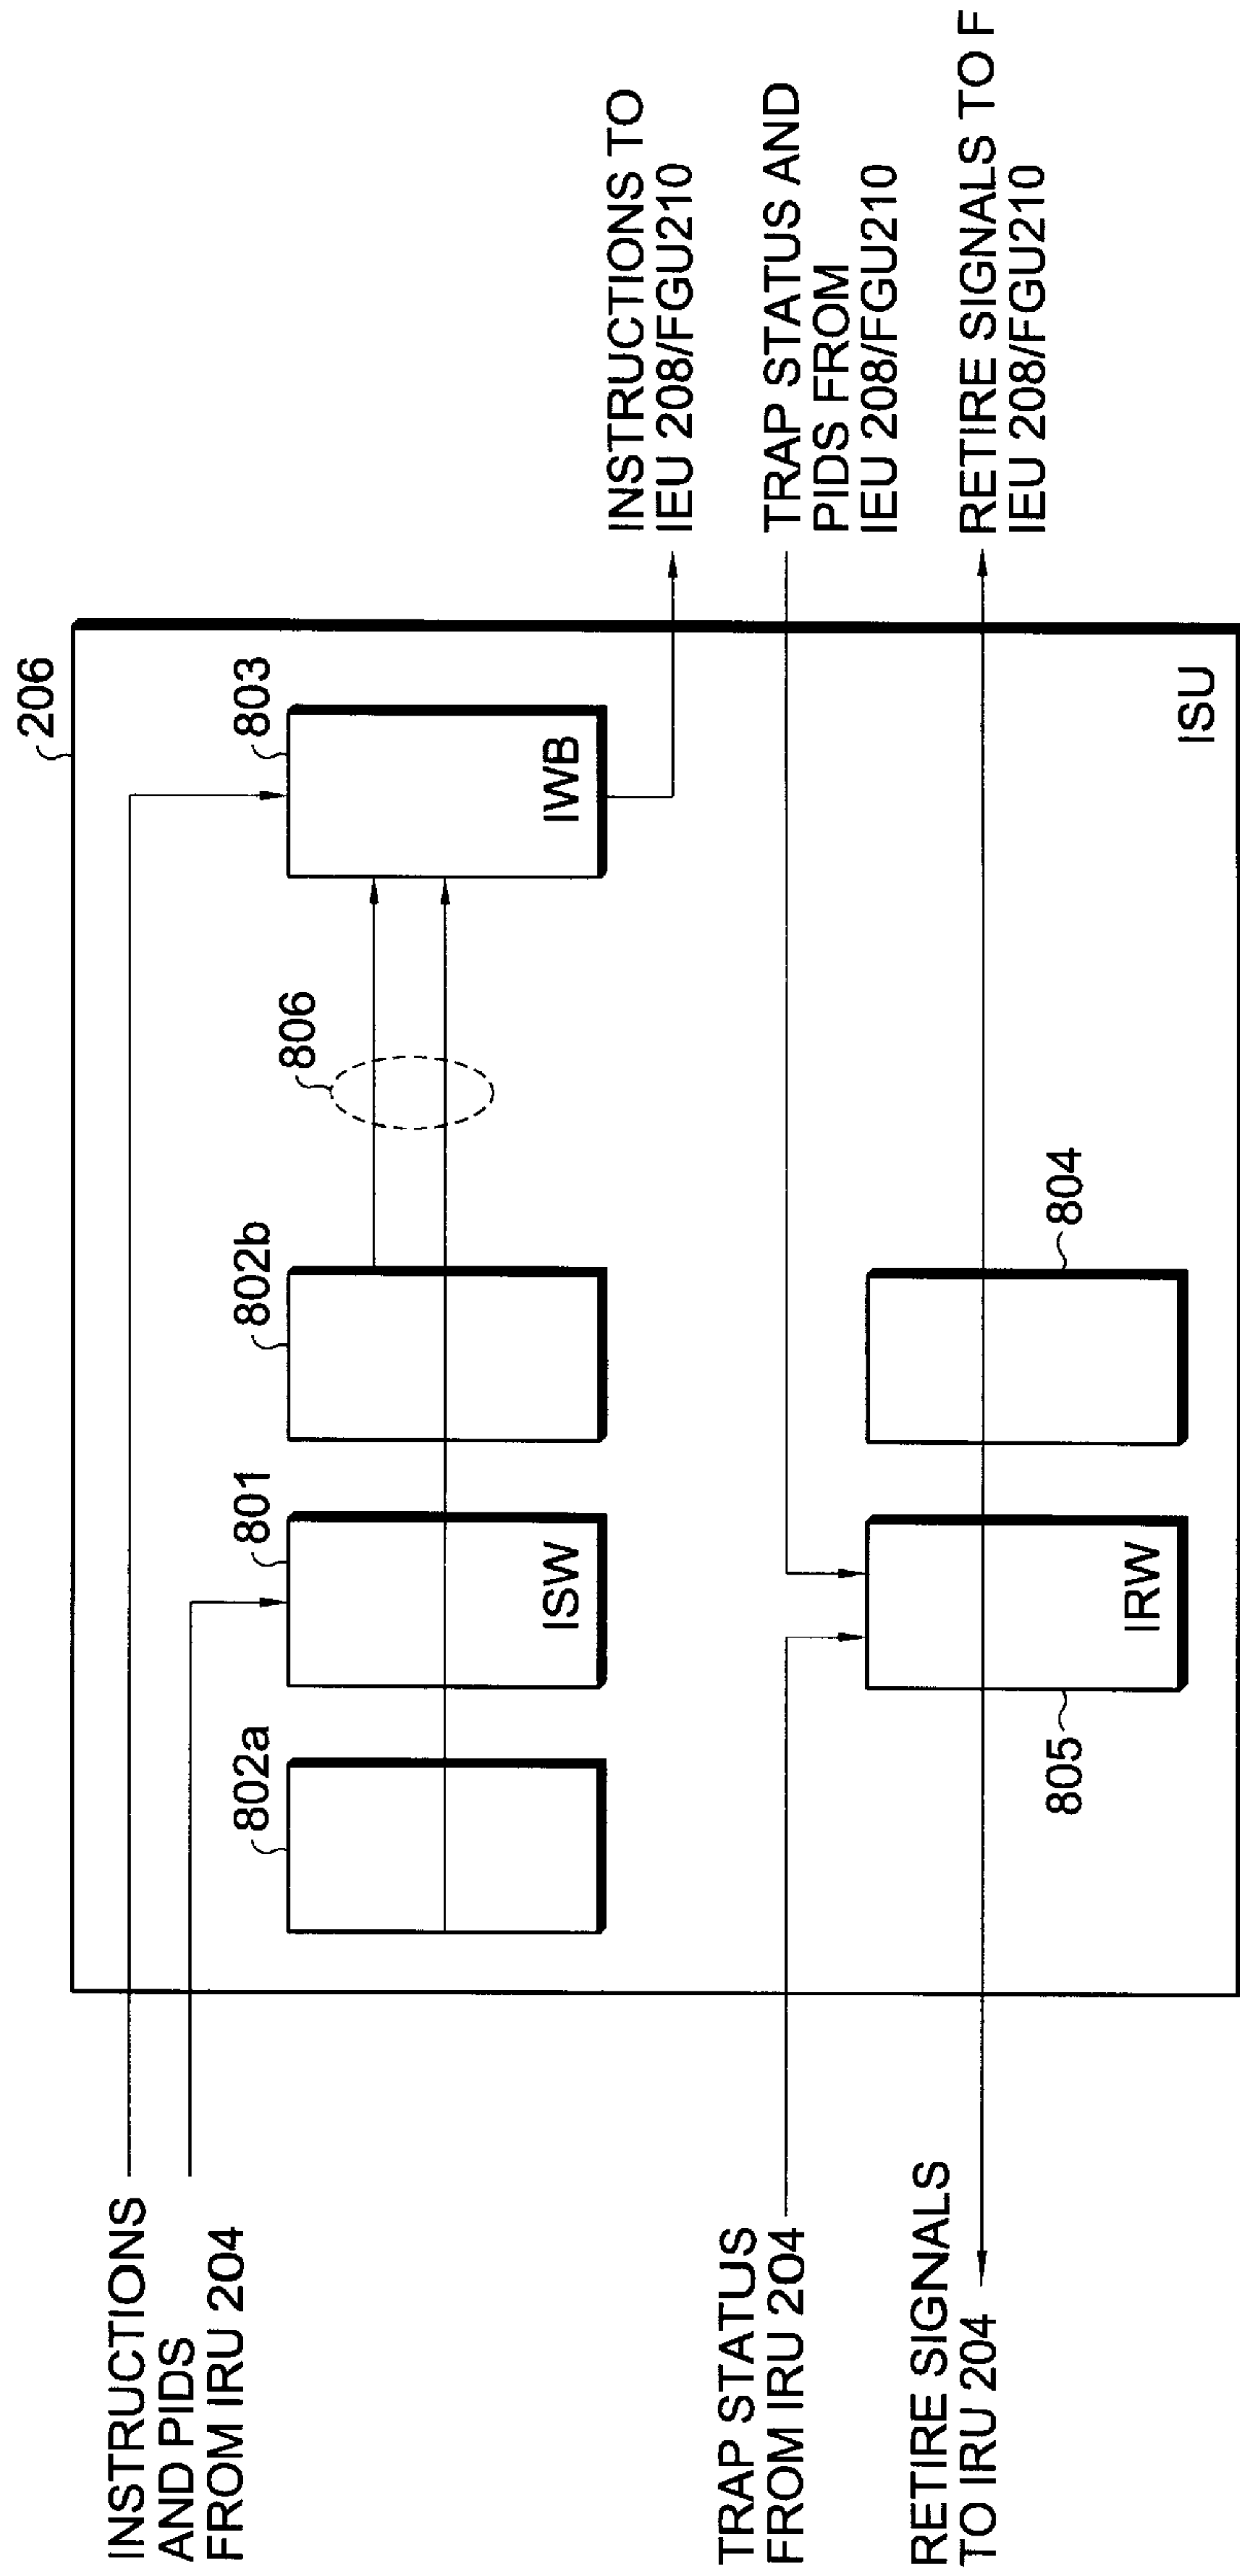 206
INSTRUCTIONS
AND PIDS
FROM IRU 204
802a
801
802b
806
803
ISW
IWB
INSTRUCTIONS TO
IEU 208/FGU210
TRAP STATUS
FROM IRU 204
TRAP STATUS AND
PIDS FROM
IEU 208/FGU210
RETIRE SIGNALS
TO IRU 204
RETIRE SIGNALS TO F
IEU 208/FGU210
805
IRW
804
ISU